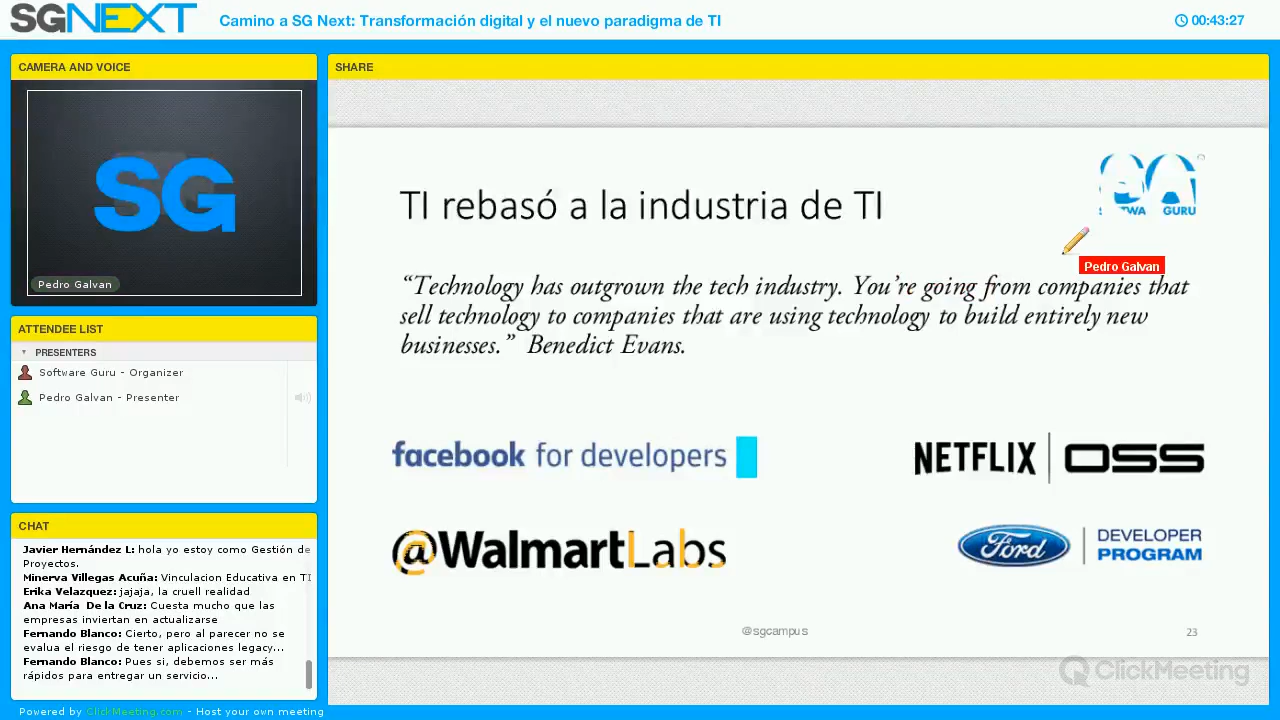 SGNEXT
Camino a SG Next: Transformación digital y el nuevo paradigma de TI
00:43:27
CAMERA AND VOICE
SG
Pedro Galvan
ATTENDEE LIST
PRESENTERS
Software Guru - Organizer
Pedro Galvan - Presenter
CHAT
Javier Hernández L: hola yo estoy como Gestión de
Proyectos.
Minerva Villegas Acuña: Vinculacion Educativa en TI
Erika Velazquez: jajaja, la cruell realidad
Ana María De la Cruz: Cuesta mucho que las
empresas inviertan en actualizarse
Fernando Blanco: Cierto, pero al parecer no se
evalua el riesgo de tener aplicaciones legacy...
Fernando Blanco: Pues si, debemos ser más
rápidos para entregar un servicio...
Powered by ClickMeeting.com - Host your own meeting
SHARE
TI rebasó a la industria de TI
GURU
Pedro Galvan
“Technology has outgrown the tech industry. You’re going from companies that
sell technology to companies that are using technology to build entirely new
businesses.” Benedict Evans.
facebook for developers
NETFLIX | OSS
@WalmartLabs
Ford | DEVELOPER
PROGRAM
@sgcampus
23
ClickMeeting